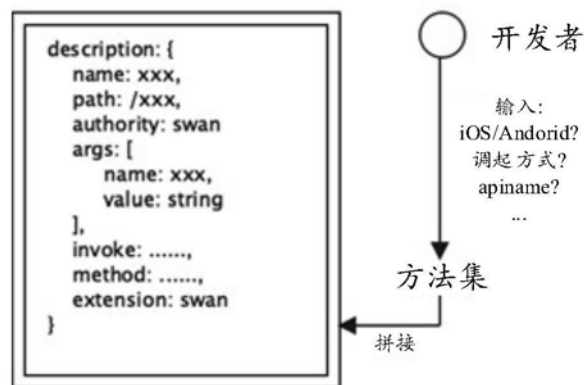 description: {
name: xxx,
path: /xxx,
authority: swan
args: [
name: xxx,
value: string
],
invoke: ......,
method: ......,
extension: swan
}
开发者
输入:
iOS/Andorid?
调起方式?
apiname?
...
方法集
拼接